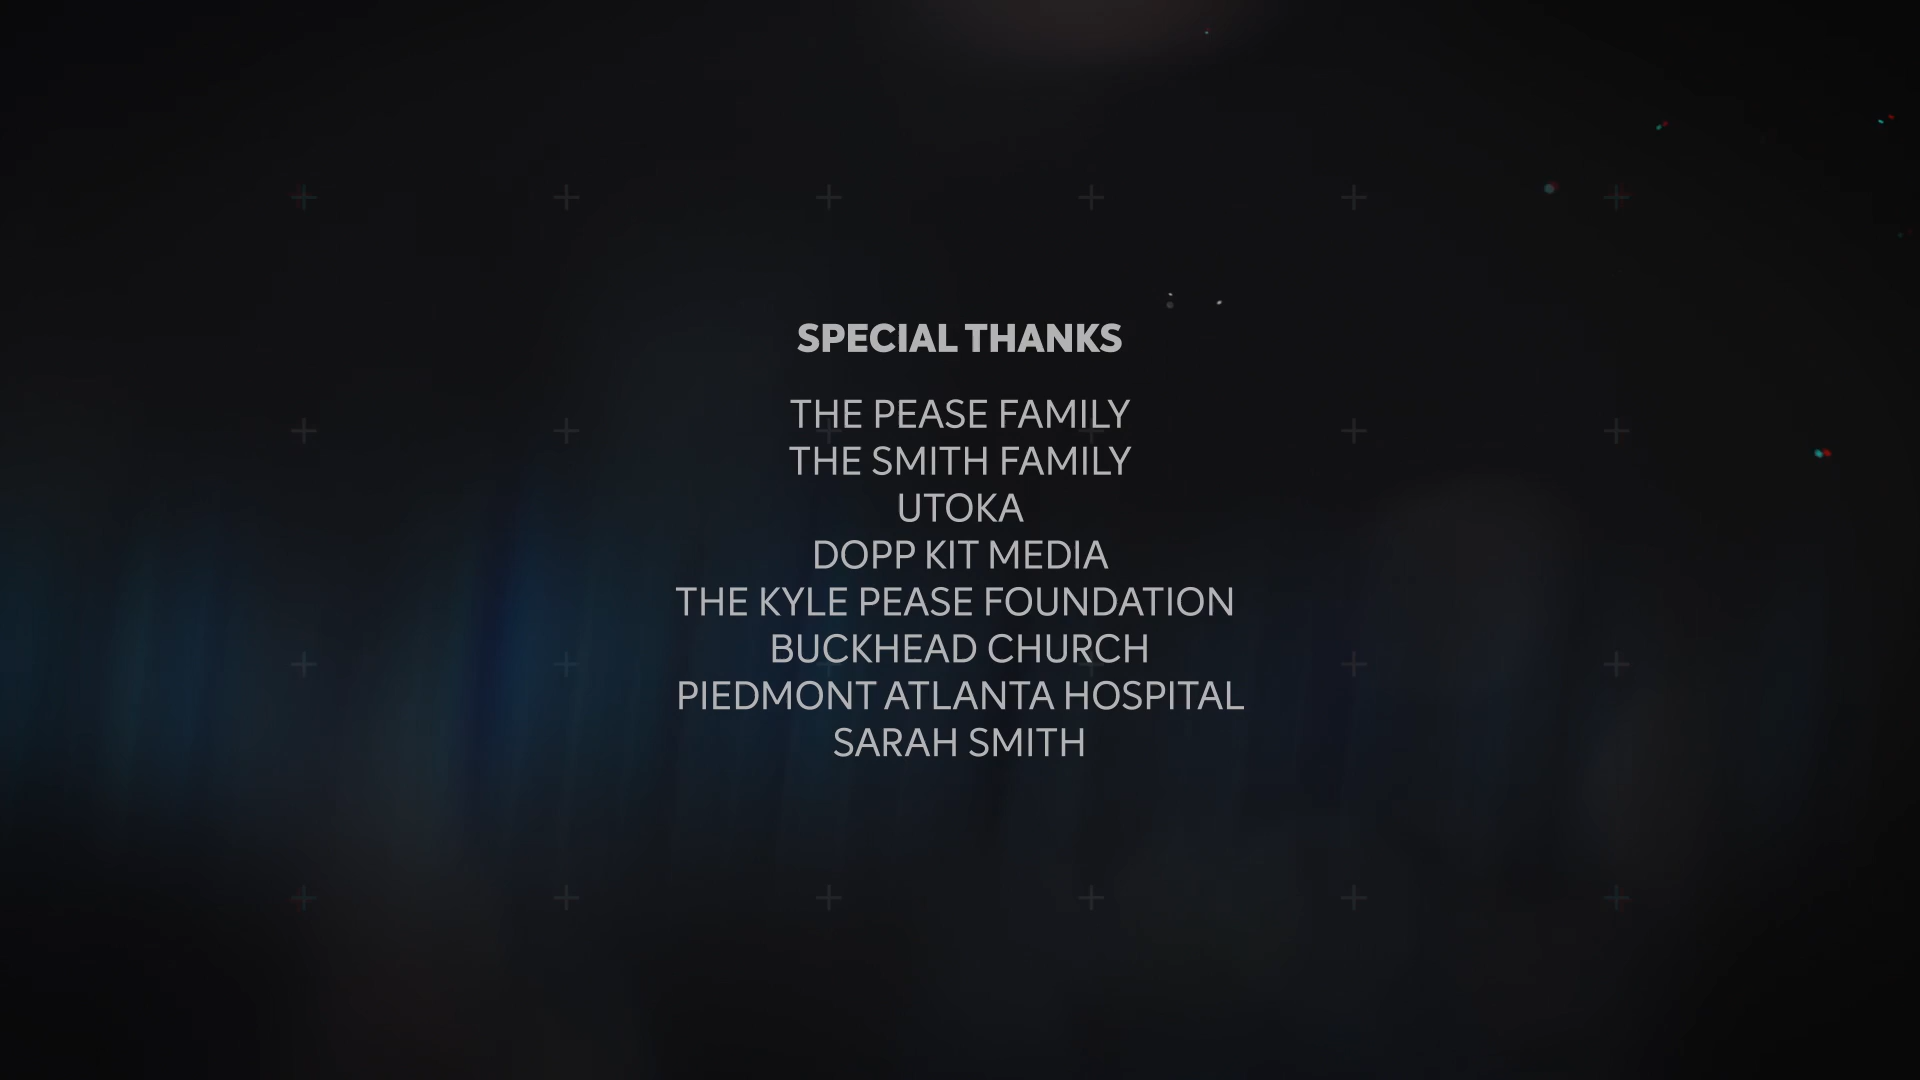 SPECIAL THANKS
THE PEASE FAMILY
THE SMITH FAMILY
UTOKA
DOPP KIT MEDIA
THE KYLE PEASE FOUNDATION
BUCKHEAD CHURCH
PIEDMONT ATLANTA HOSPITAL
SARAH SMITH